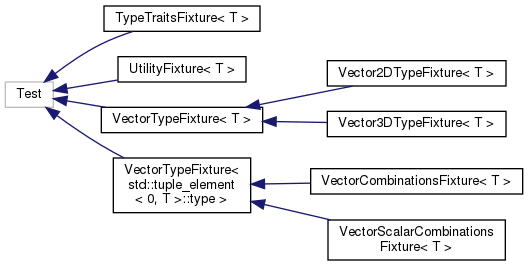 TypeTraitsFixture< T >
UtilityFixture< T >
Test
VectorTypeFixture< T >
Vector2DTypeFixture< T >
Vector3DTypeFixture< T >
VectorTypeFixture<
std::tuple_element
< 0, T >::type >
VectorCombinationsFixture< T >
VectorScalarCombinations
Fixture< T >